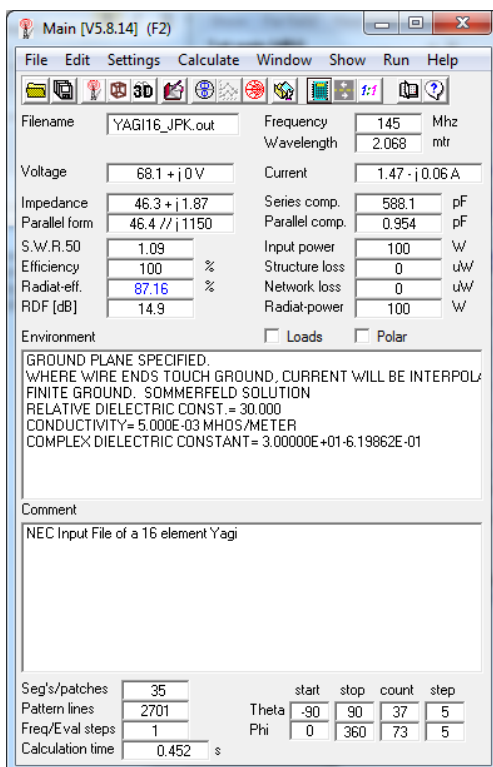 Main [V5.8.14] (F2)
File Edit Settings Calculate Window Show Run Help
3D 1:1
Filename YAGI16_JPK.out Frequency 145 Mhz
Wavelength 2.068 mtr
Voltage 68.1 + j 0 V Current 1.47 - j 0.06 A
Impedance 46.3 + j 1.87 Series comp. 588.1 pF
Parallel form 46.4 // j 1150 Parallel comp. 0.954 pF
S.W.R.50 1.09 Input power 100 W
Efficiency 100 % Structure loss 0 uW
Radiat-eff. 87.16 % Network loss 0 uW
RDF [dB] 14.9 Radiat-power 100 W
Environment Loads Polar
GROUND PLANE SPECIFIED.
WHERE WIRE ENDS TOUCH GROUND, CURRENT WILL BE INTERPOLA
FINITE GROUND. SOMMERFELD SOLUTION
RELATIVE DIELECTRIC CONST.= 30.000
CONDUCTIVITY= 5.000E-03 MHOS/METER
COMPLEX DIELECTRIC CONSTANT= 3.00000E+01-6.19862E-01
Comment
NEC Input File of a 16 element Yagi
Seg's/patches 35 start stop count step
Pattern lines 2701 Theta -90 90 37 5
Freq/Eval steps 1 Phi 0 360 73 5
Calculation time 0.452 s